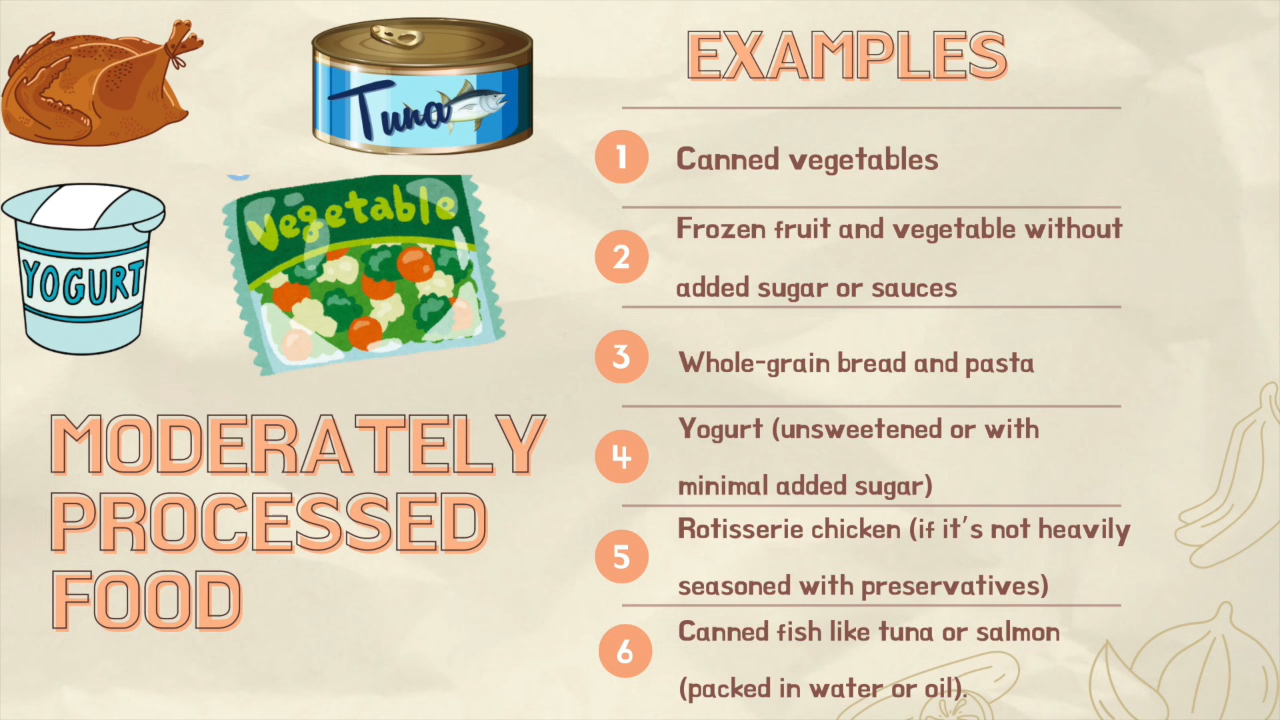 Tuna
YOGURT
Vegetable
MODERATELY
PROCESSED
FOOD
EXAMPLES
1 Canned vegetables
2 Frozen fruit and vegetable without
added sugar or sauces
3 Whole-grain bread and pasta
4 Yogurt (unsweetened or with
minimal added sugar)
5 Rotisserie chicken (if it's not heavily
seasoned with preservatives)
6 Canned fish like tuna or salmon
(packed in water or oil).